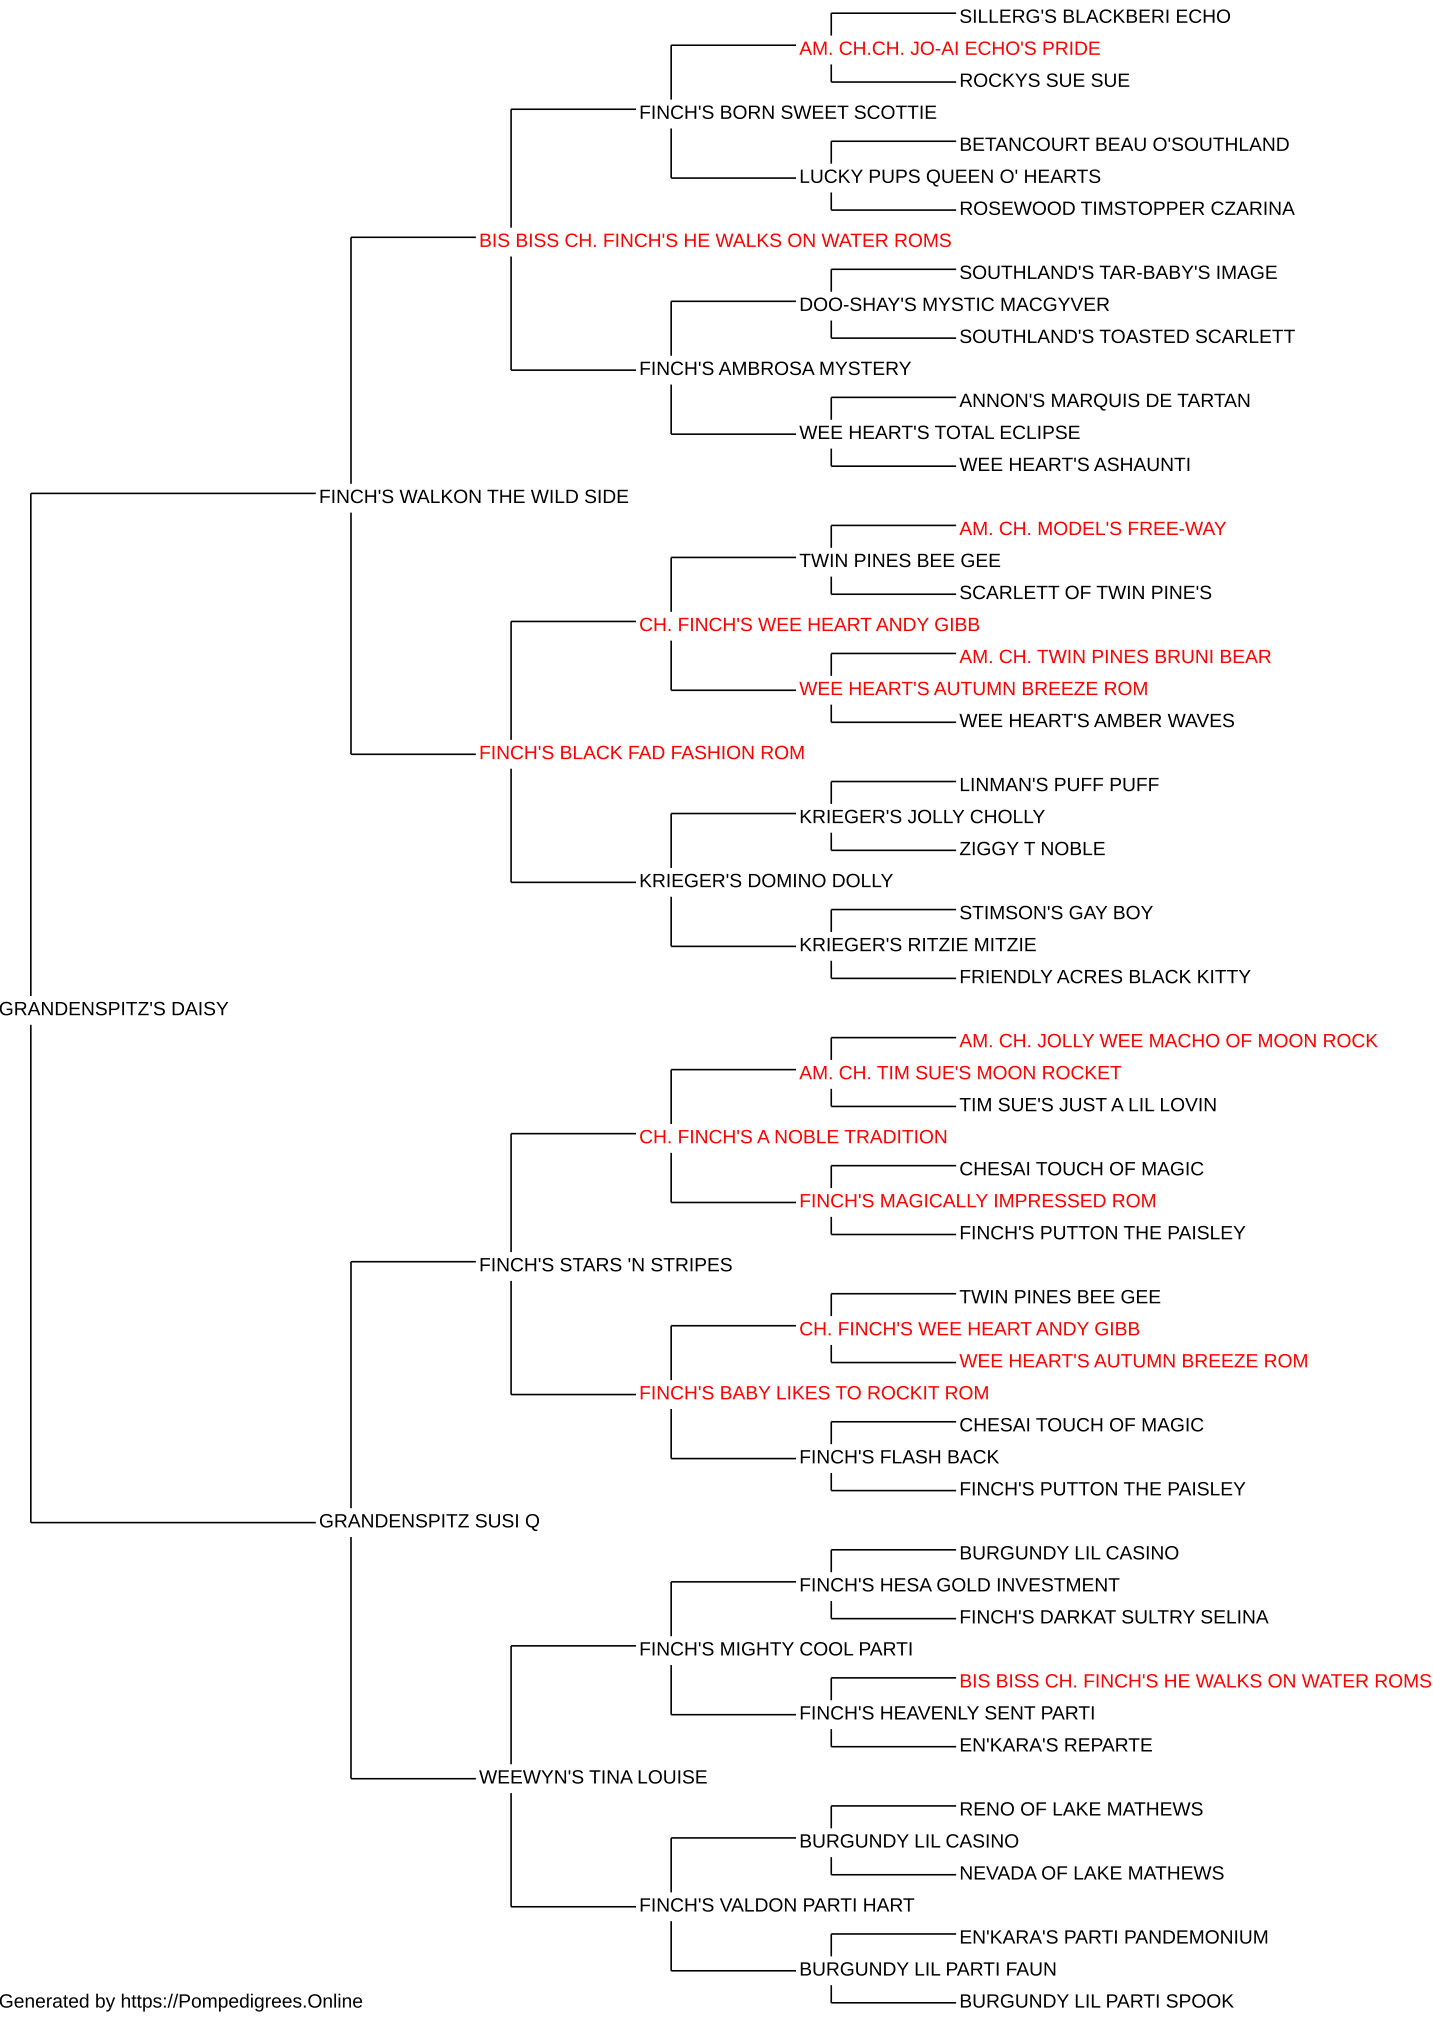 SILLERG'S BLACKBERI ECHO
AM. CH.CH. JO-AI ECHO'S PRIDE
ROCKYS SUE SUE
FINCH'S BORN SWEET SCOTTIE
BETANCOURT BEAU O'SOUTHLAND
LUCKY PUPS QUEEN O' HEARTS
ROSEWOOD TIMSTOPPER CZARINA
BIS BISS CH. FINCH'S HE WALKS ON WATER ROMS
SOUTHLAND'S TAR-BABY'S IMAGE
DOO-SHAY'S MYSTIC MACGYVER
SOUTHLAND'S TOASTED SCARLETT
FINCH'S AMBROSA MYSTERY
ANNON'S MARQUIS DE TARTAN
WEE HEART'S TOTAL ECLIPSE
WEE HEART'S ASHAUNTI
FINCH'S WALKON THE WILD SIDE
AM. CH. MODEL'S FREE-WAY
TWIN PINES BEE GEE
SCARLETT OF TWIN PINE'S
CH. FINCH'S WEE HEART ANDY GIBB
AM. CH. TWIN PINES BRUNI BEAR
WEE HEART'S AUTUMN BREEZE ROM
WEE HEART'S AMBER WAVES
FINCH'S BLACK FAD FASHION ROM
LINMAN'S PUFF PUFF
KRIEGER'S JOLLY CHOLLY
ZIGGY T NOBLE
KRIEGER'S DOMINO DOLLY
STIMSON'S GAY BOY
KRIEGER'S RITZIE MITZIE
FRIENDLY ACRES BLACK KITTY
GRANDENSPITZ'S DAISY
AM. CH. JOLLY WEE MACHO OF MOON ROCK
AM. CH. TIM SUE'S MOON ROCKET
TIM SUE'S JUST A LIL LOVIN
CH. FINCH'S A NOBLE TRADITION
CHESAI TOUCH OF MAGIC
FINCH'S MAGICALLY IMPRESSED ROM
FINCH'S PUTTON THE PAISLEY
FINCH'S STARS 'N STRIPES
TWIN PINES BEE GEE
CH. FINCH'S WEE HEART ANDY GIBB
WEE HEART'S AUTUMN BREEZE ROM
FINCH'S BABY LIKES TO ROCKIT ROM
CHESAI TOUCH OF MAGIC
FINCH'S FLASH BACK
FINCH'S PUTTON THE PAISLEY
GRANDENSPITZ SUSI Q
BURGUNDY LIL CASINO
FINCH'S HESA GOLD INVESTMENT
FINCH'S DARKAT SULTRY SELINA
FINCH'S MIGHTY COOL PARTI
BIS BISS CH. FINCH'S HE WALKS ON WATER ROMS
FINCH'S HEAVENLY SENT PARTI
EN'KARA'S REPARTE
WEEWYN'S TINA LOUISE
RENO OF LAKE MATHEWS
BURGUNDY LIL CASINO
NEVADA OF LAKE MATHEWS
FINCH'S VALDON PARTI HART
EN'KARA'S PARTI PANDEMONIUM
BURGUNDY LIL PARTI FAUN
BURGUNDY LIL PARTI SPOOK
Generated by https://Pompedigrees.Online